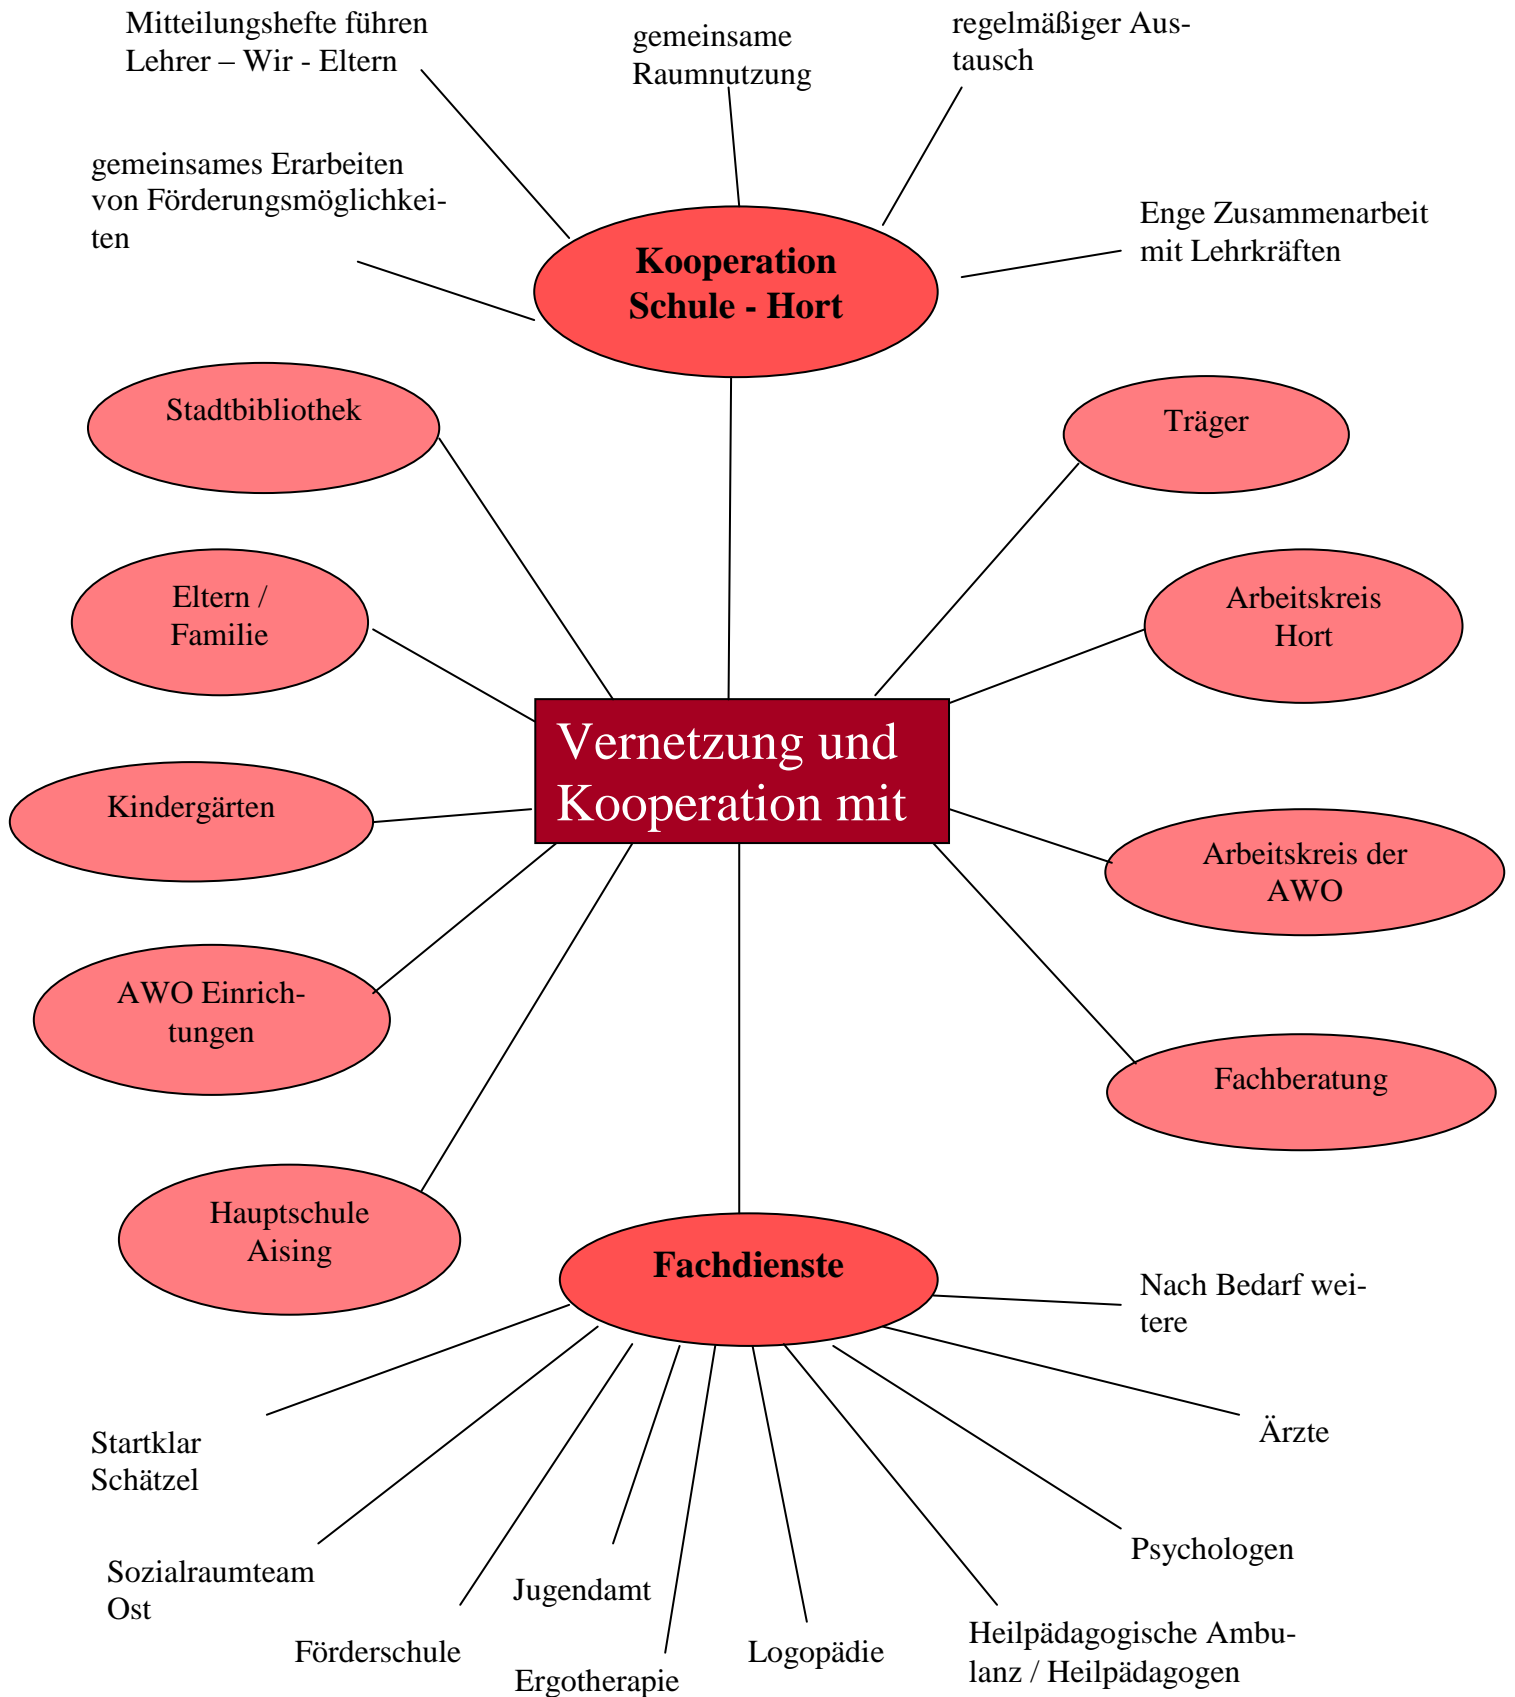 Mitteilungshefte führen
Lehrer – Wir - Eltern
gemeinsame
Raumnutzung
regelmäßiger Aus-
tausch
gemeinsames Erarbeiten
von Förderungsmöglichkei-
ten
Enge Zusammenarbeit
mit Lehrkräften
Kooperation
Schule - Hort
Stadtbibliothek
Träger
Eltern /
Familie
Arbeitskreis
Hort
Vernetzung und
Kooperation mit
Kindergärten
Arbeitskreis der
AWO
AWO Einrich-
tungen
Fachberatung
Hauptschule
Aising
Fachdienste
Nach Bedarf wei-
tere
Ärzte
Startklar
Schätzel
Psychologen
Sozialraumteam
Ost
Jugendamt
Förderschule
Ergotherapie
Logopädie
Heilpädagogische Ambu-
lanz / Heilpädagogen